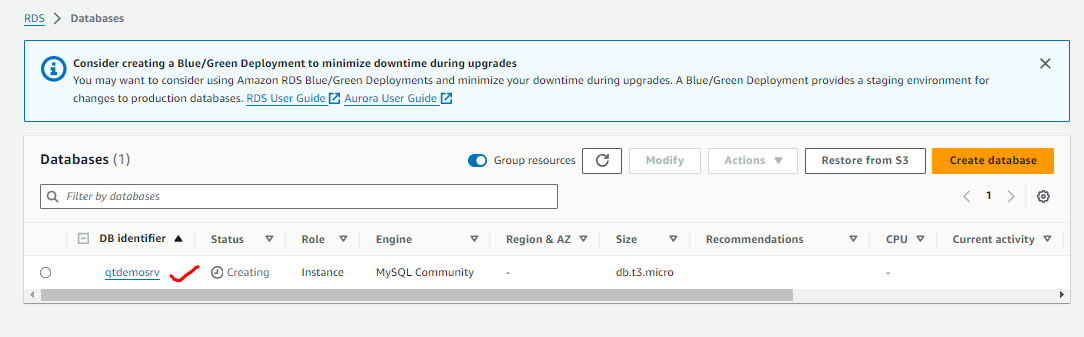 RDS > Databases
Consider creating a Blue/Green Deployment to minimize downtime during upgrades
You may want to consider using Amazon RDS Blue/Green Deployments and minimize your downtime during upgrades. A Blue/Green Deployment provides a staging environment for
changes to production databases. RDS User Guide Aurora User Guide
Databases (1)
Group resources
Modify
Actions
Restore from S3
Create database
Filter by databases
1
DB identifier Status Role Engine Region & AZ Size Recommendations CPU Current activity
qtdemosrv Creating Instance MySQL Community - db.t3.micro -